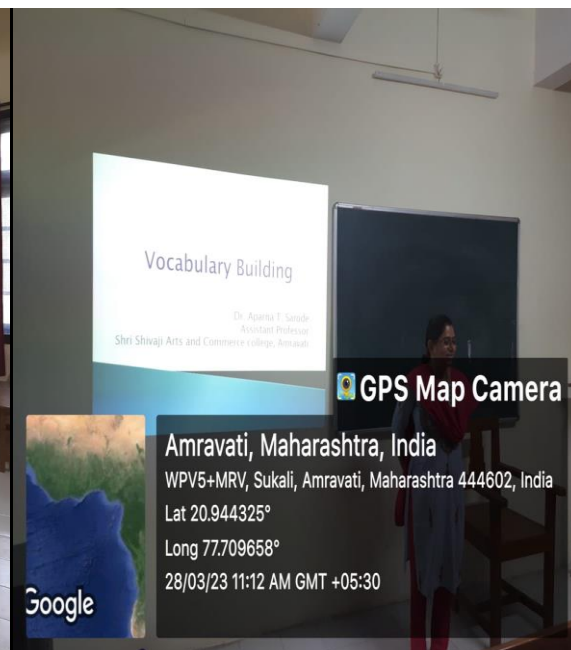 Vocabulary Building
Dr. Aparna T. Sarode
Assistant Professor
Shri Shivaji Arts and Commerce college, Amravati
GPS Map Camera
Amravati, Maharashtra, India
WPV5+MRV, Sukali, Amravati, Maharashtra 444602, India
Lat 20.944325°
Long 77.709658°
28/03/23 11:12 AM GMT +05:30
Google